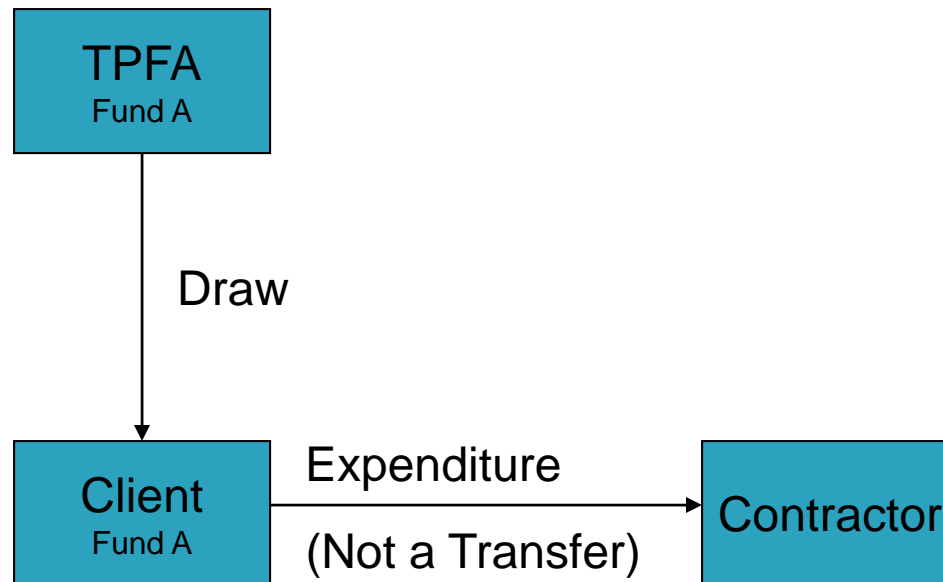 TPFA
Fund A
Draw
Client
Fund A
Expenditure
(Not a Transfer)
Contractor